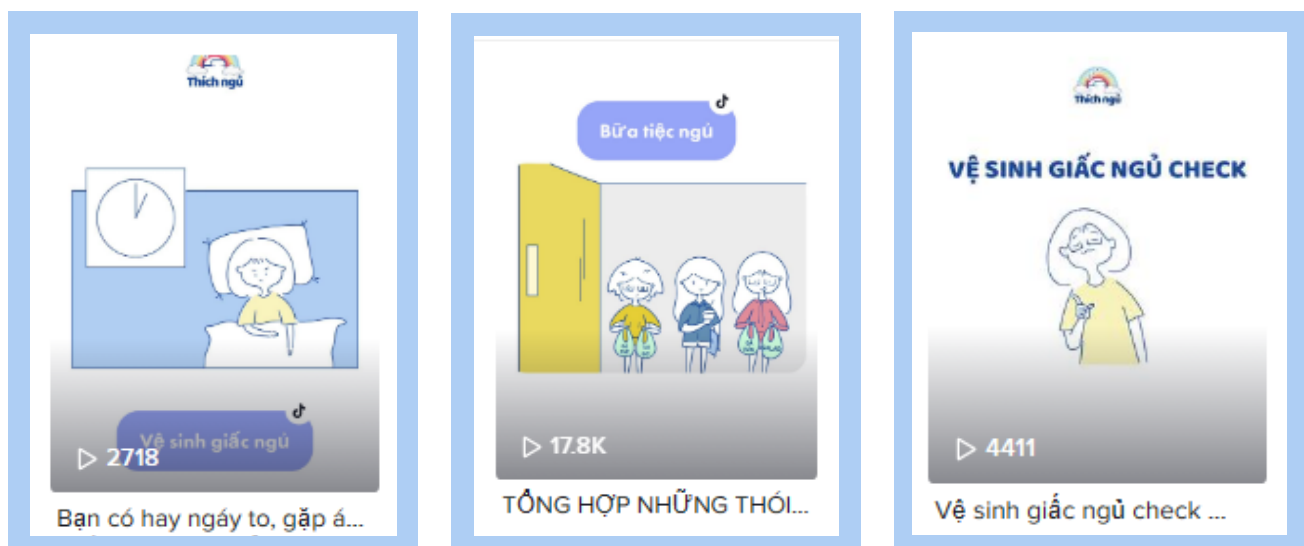 Thích ngủ
Vệ sinh giấc ngủ
2718
Bạn có hay ngáy to, gặp á...
Bữa tiệc ngủ
17.8K
TỔNG HỢP NHỮNG THÓI...
Thích ngủ
VỆ SINH GIẤC NGỦ CHECK
4411
Vệ sinh giấc ngủ check ...